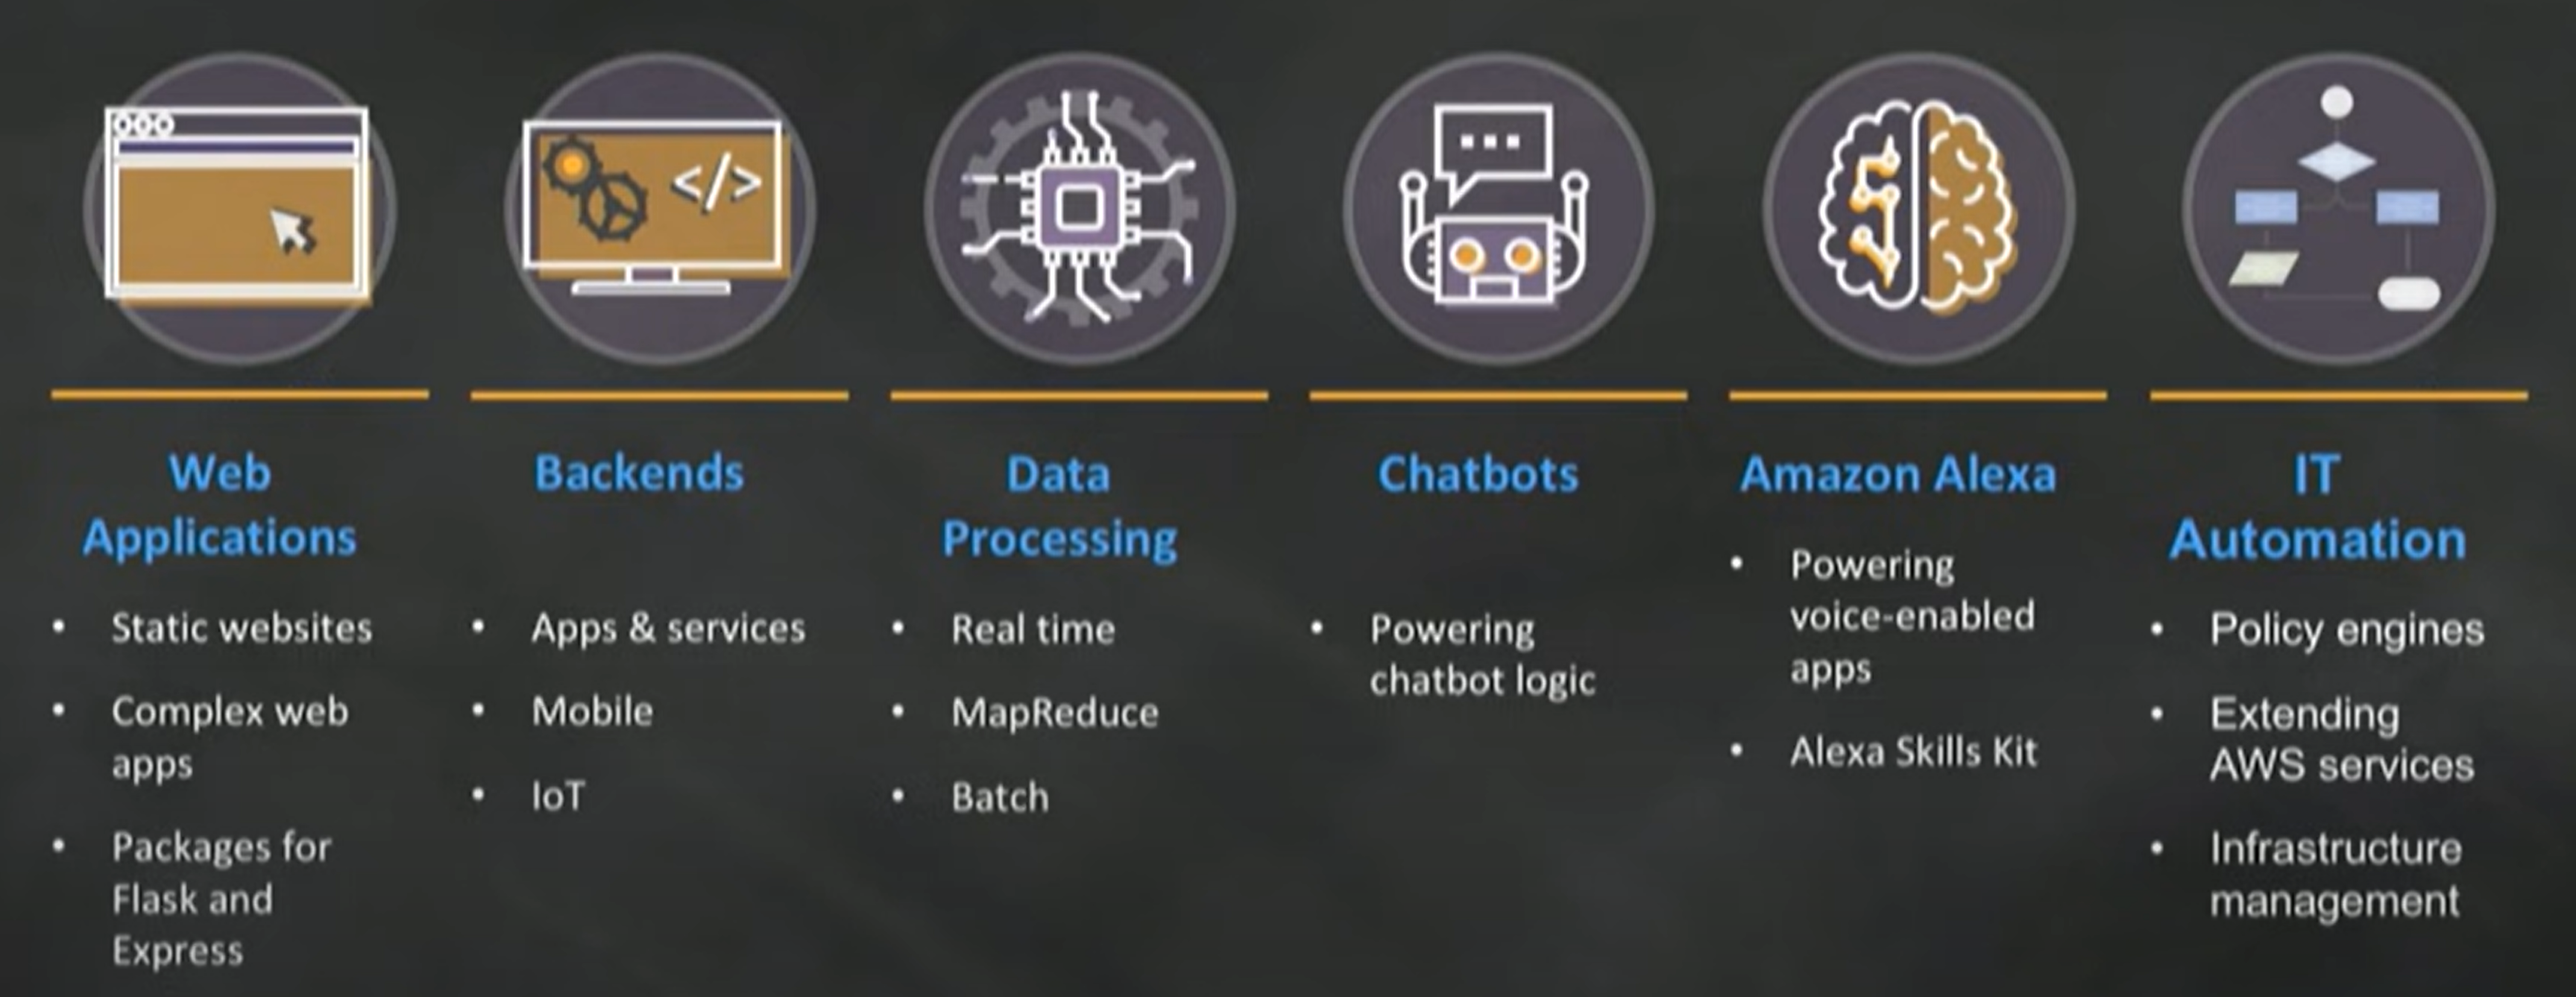 Web
Applications
Static websites
Complex web
apps
Packages for
Flask and
Express
Backends
Apps & services
Mobile
IoT
Data
Processing
Real time
MapReduce
Batch
Chatbots
Powering
chatbot logic
Amazon Alexa
Powering
voice-enabled
apps
Alexa Skills Kit
IT
Automation
Policy engines
Extending
AWS services
Infrastructure
management